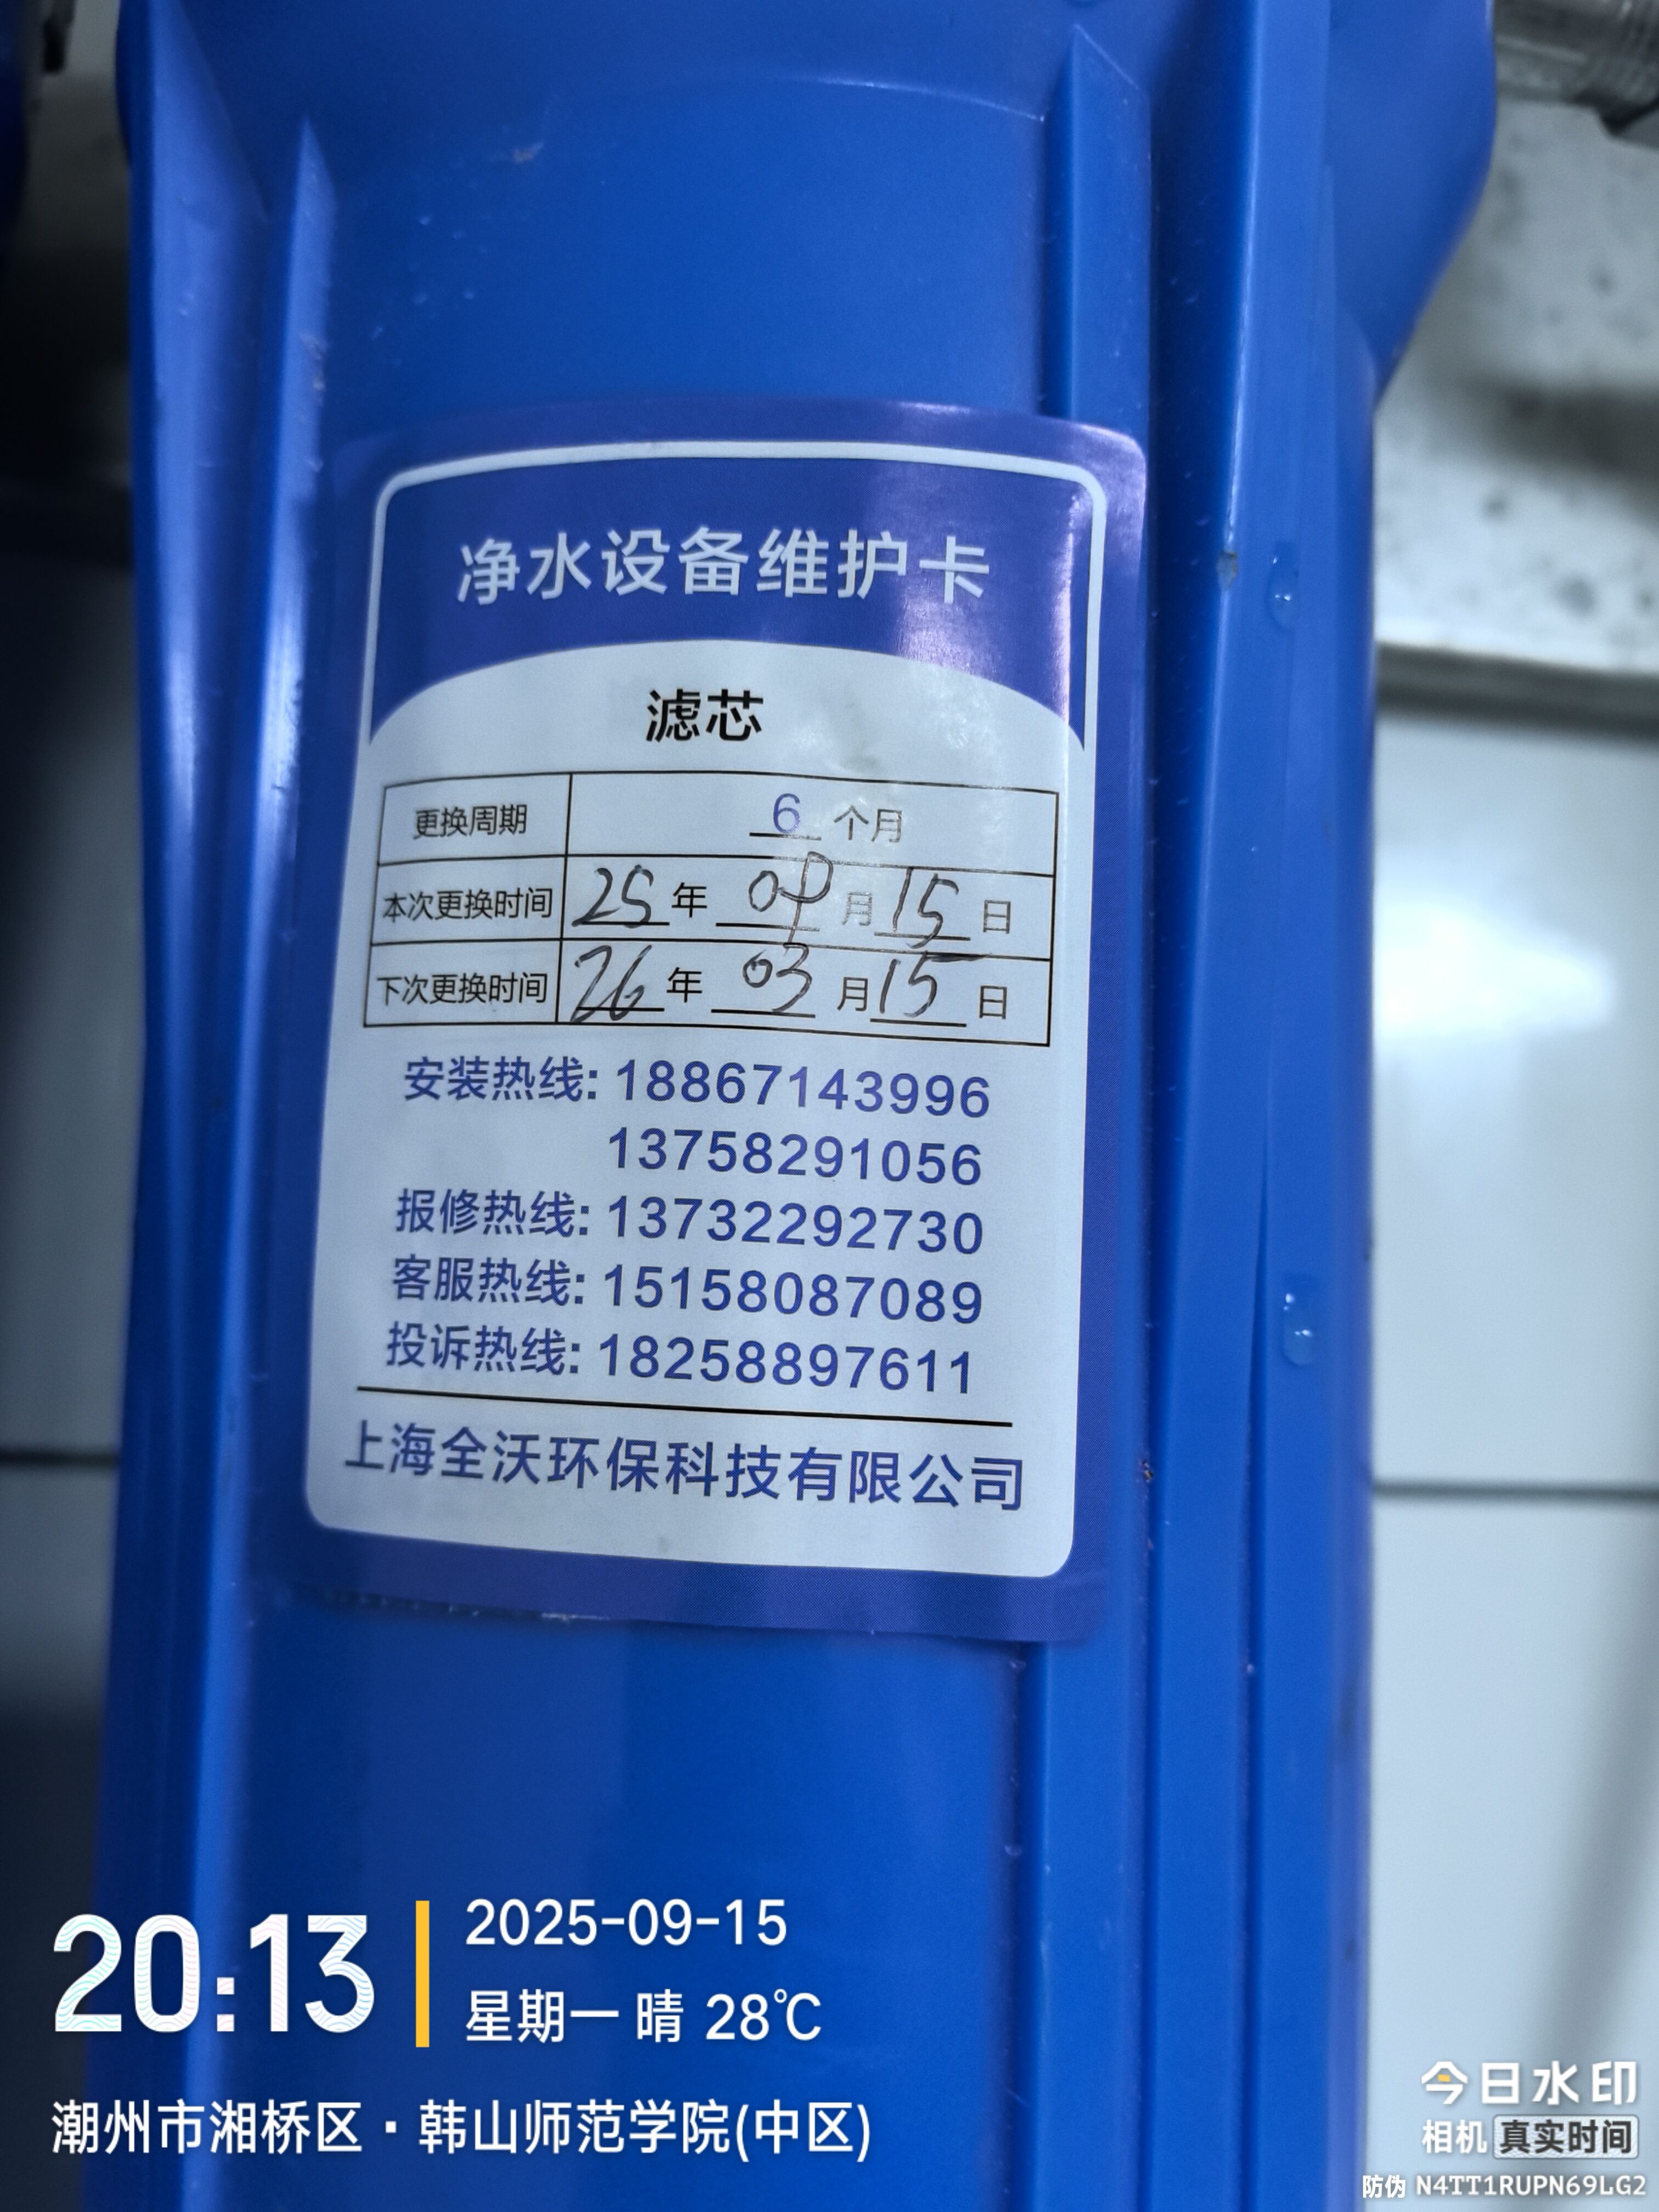 净水设备维护卡
滤芯
更换周期 6 个月
本次更换时间 25 年 09 月 15 日
下次更换时间 26 年 03 月 15 日
安装热线: 18867143996
13758291056
报修热线: 13732292730
客服热线: 15158087089
投诉热线: 18258897611
上海全沃环保科技有限公司
20:13
2025-09-15
星期一 晴 28℃
潮州市湘桥区·韩山师范学院(中区)
今日水印
相机 真实时间
防伪 N4TT1RUPN69LG2